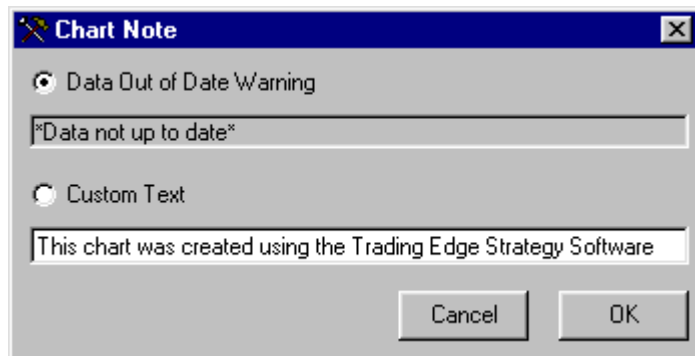 Chart Note
Data Out of Date Warning
*Data not up to date*
Custom Text
This chart was created using the Trading Edge Strategy Software
Cancel OK